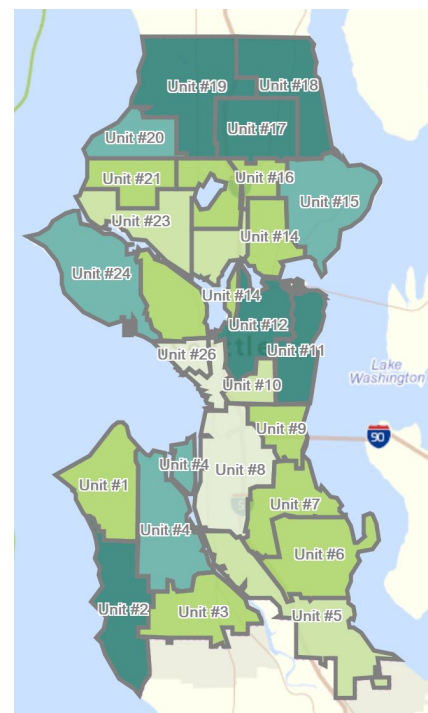 Unit #19
Unit #18
Unit #17
Unit #20
Unit #16
Unit #21
Unit #15
Unit #23
Unit #14
Unit #24
Unit #14
Unit #12
Unit #26
ttle
Unit #11
Lake
Washington
Unit #10
Unit #9
90
Unit #4
Unit #8
Unit #1
Unit #7
Unit #4
Unit #6
Unit #2
Unit #3
Unit #5